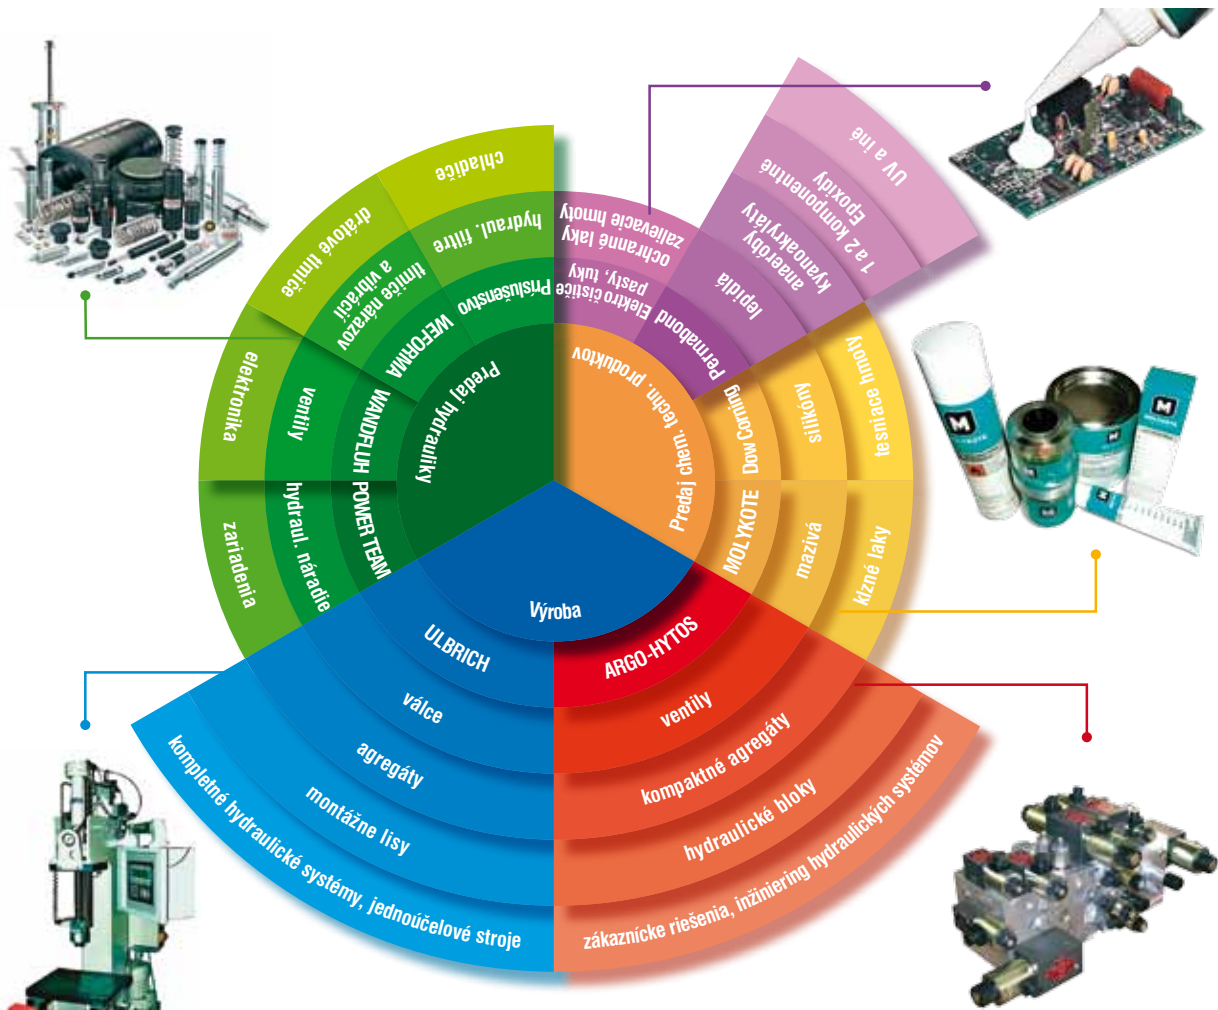 chladiče
hydraul. filtre
Príslušenstvo
drátové tlmiče
tlmiče nárazov
a vibrácií
WEFORMA
elektronika
ventily
WANDFLUH
zariadenia
hydraul. náradie
POWER TEAM
Predaj hydrauliky
zalievacie hmoty
ochranné laky
Elektročističe
pasty, tuky
UV a iné
1 a 2 komponentné
Epoxidy
anaeróby
kyanoakryláty
lepidlá
Permabond
Predaj chem. techn. produktov
Dow Corning
silikóny
tesniace hmoty
MOLYKOTE
mazivá
klzné laky
Výroba
ULBRICH
válce
agregáty
montážne lisy
kompletné hydraulické systémy, jednoúčelové stroje
ARGO-HYTOS
ventily
kompaktné agregáty
hydraulické bloky
zákaznícke riešenia, inžiniering hydraulických systémov
M
M
M